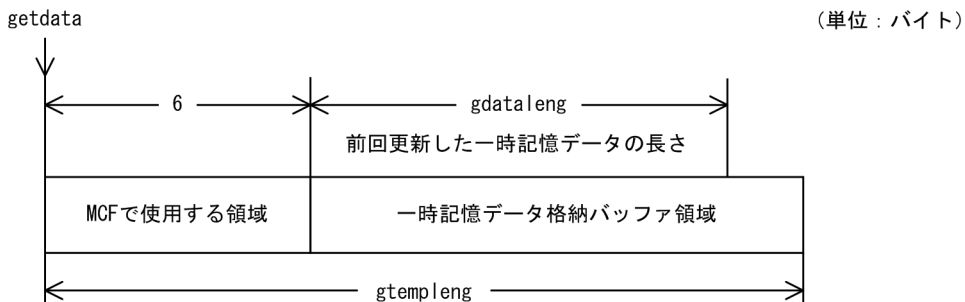 getdata
（単位：バイト）
6
gdataleng
前回更新した一時記憶データの長さ
MCFで使用する領域
一時記憶データ格納バッファ領域
gtempleng